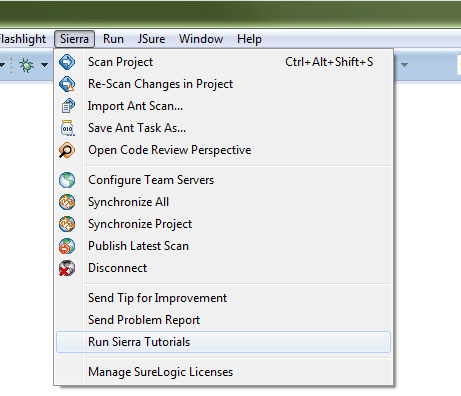 lashlight Sierra Run JSure Window Help
Scan Project Ctrl+Alt+Shift+S
Re-Scan Changes in Project
Import Ant Scan...
Save Ant Task As...
Open Code Review Perspective
Configure Team Servers
Synchronize All
Synchronize Project
Publish Latest Scan
Disconnect
Send Tip for Improvement
Send Problem Report
Run Sierra Tutorials
Manage SureLogic Licenses